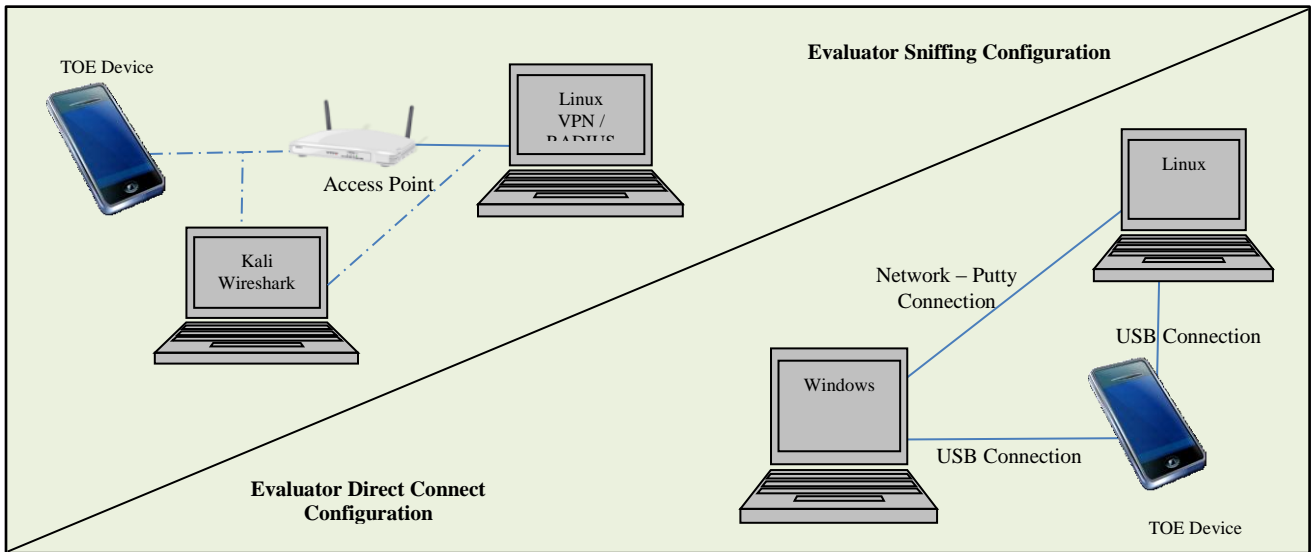 TOE Device
Evaluator Sniffing Configuration
Linux
VPN /
RADIUS
Access Point
Kali
Wireshark
Linux
Network – Putty
Connection
USB Connection
Windows
USB Connection
Evaluator Direct Connect
Configuration
TOE Device